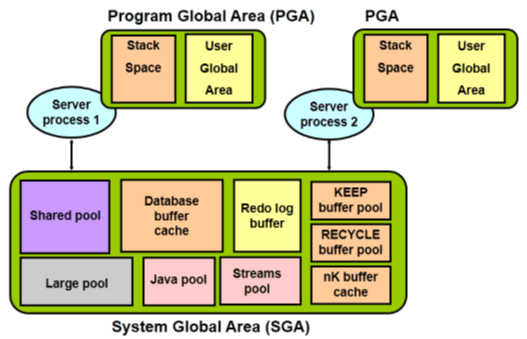 Program Global Area (PGA)
PGA
Stack
Space
User
Global
Area
Stack
Space
User
Global
Area
Server
process 1
Server
process 2
Shared pool
Database
buffer
cache
Redo log
buffer
KEEP
buffer pool
RECYCLE
buffer pool
nK buffer
cache
Large pool
Java pool
Streams
pool
System Global Area (SGA)